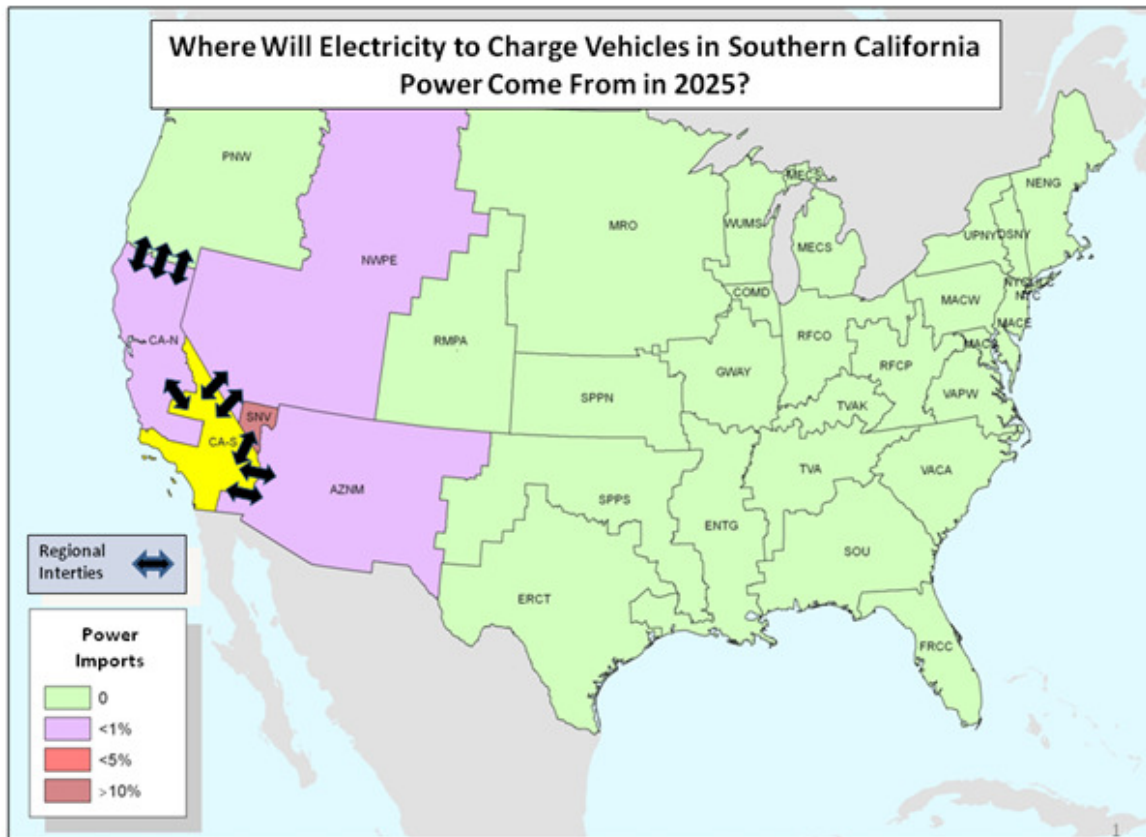 Where Will Electricity to Charge Vehicles in Southern California
Power Come From in 2025?
PNW
MECS
NENG
MRO
WUMS
UPNY
DSNY
MECS
NWPE
COMD
NYC
MACW
CA-N
MACE
RMPA
RFCO
RFCP
GWAY
VAPW
SPPN
TVAK
SNV
CA-S
TVA
VACA
AZNM
SPPS
ENTG
SOU
Regional
Interties
ERCT
FRCC
Power
Imports
0
<1%
<5%
>10%
1